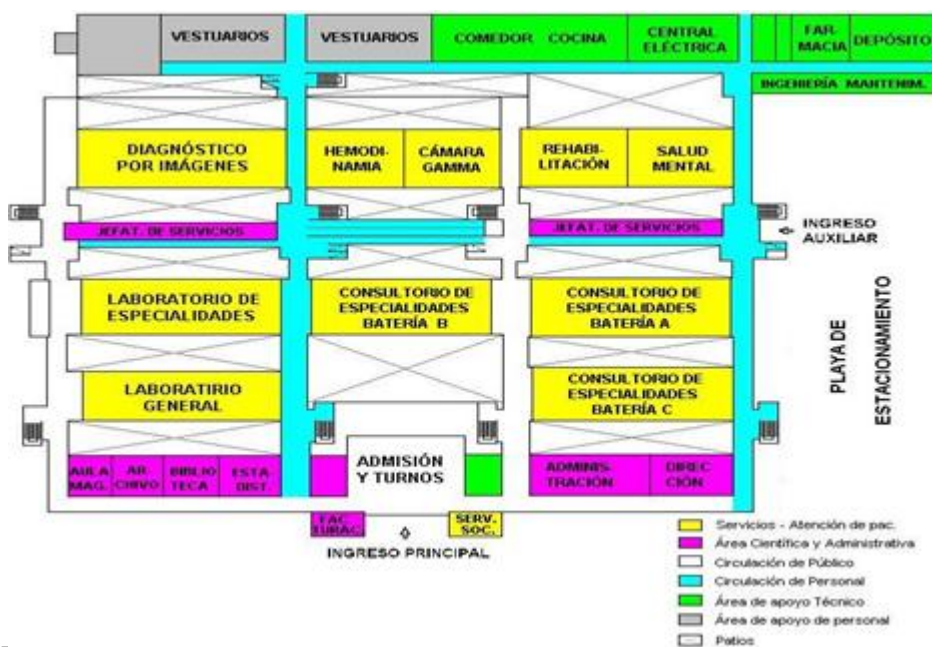 VESTUARIOS
VESTUARIOS
COMEDOR COCINA
CENTRAL
ELÉCTRICA
FAR-
MACIA
DEPÓSITO
INGENIERÍA MANTENIM.
DIAGNÓSTICO
POR IMÁGENES
HEMODI-
NAMIA
CÁMARA
GAMMA
REHABI-
LITACIÓN
SALUD
MENTAL
JEFAT. DE SERVICIOS
JEFAT. DE SERVICIOS
INGRESO
AUXILIAR
LABORATORIO DE
ESPECIALIDADES
CONSULTORIO DE
ESPECIALIDADES
BATERÍA B
CONSULTORIO DE
ESPECIALIDADES
BATERÍA A
PLAYA DE
ESTACIONAMIENTO
LABORATIRIO
GENERAL
CONSULTORIO DE
ESPECIALIDADES
BATERÍA C
AULA
MAG.
AR
CHIVO
BIBLIO
TECA
ESTA
DIST.
ADMISIÓN
Y TURNOS
ADMINIS-
TRACIÓN
DIREC
CIÓN
FAC
TURAC.
SERV.
SOC.
INGRESO PRINCIPAL
Servicios - Atención de pac.
Área Científica y Administrativa
Circulación de Público
Circulación de Personal
Área de apoyo Técnico
Área de apoyo de personal
Patios